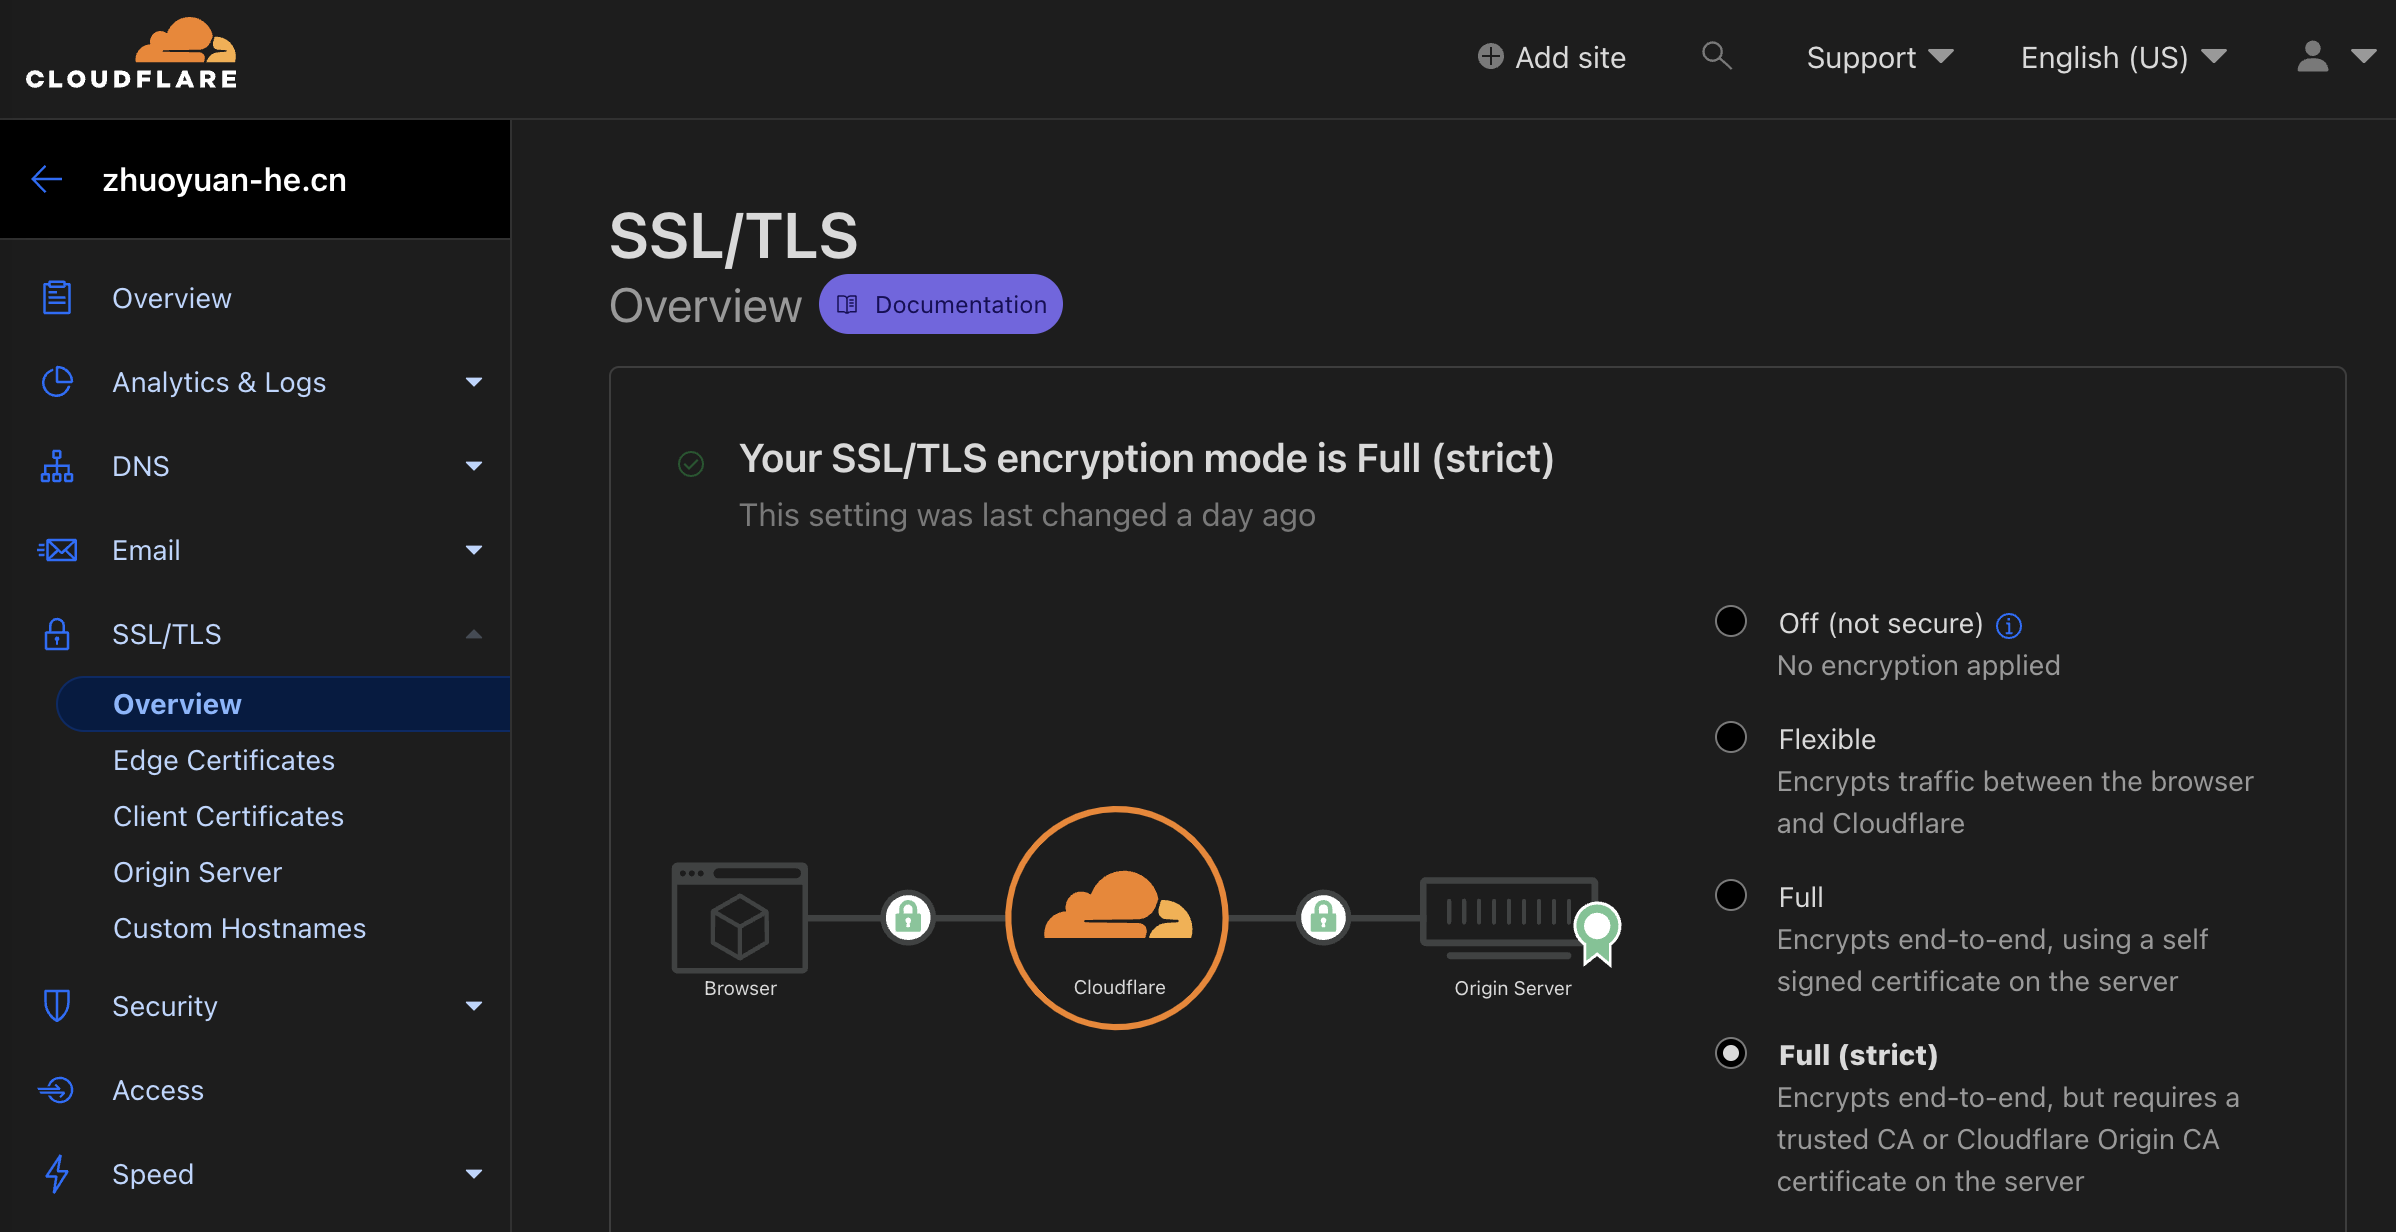 CLOUDFLARE
Add site
Support
English (US)
zhuoyuan-he.cn
Overview
Analytics & Logs
DNS
Email
SSL/TLS
Overview
Edge Certificates
Client Certificates
Origin Server
Custom Hostnames
Security
Access
Speed
SSL/TLS
Overview
Documentation
Your SSL/TLS encryption mode is Full (strict)
This setting was last changed a day ago
Browser
Cloudflare
Origin Server
Off (not secure)
No encryption applied
Flexible
Encrypts traffic between the browser
and Cloudflare
Full
Encrypts end-to-end, using a self
signed certificate on the server
Full (strict)
Encrypts end-to-end, but requires a
trusted CA or Cloudflare Origin CA
certificate on the server